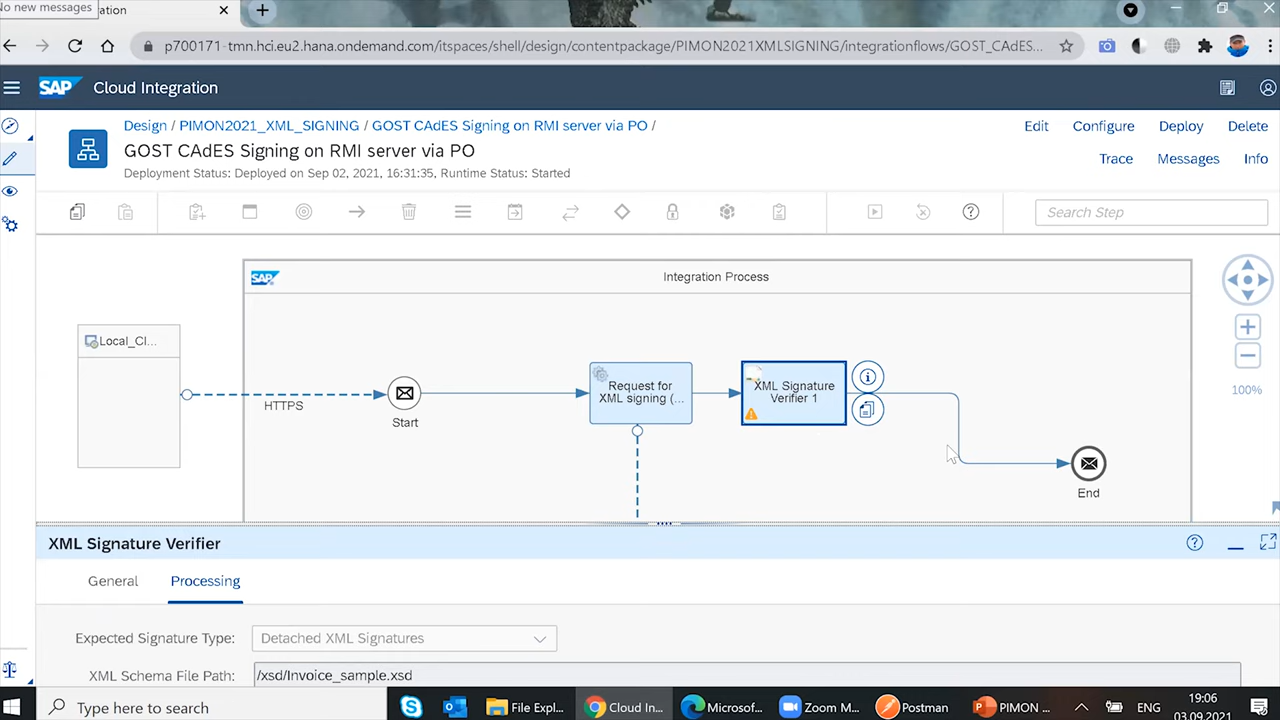 No new messages
ration
p700171-tmn.hci.eu2.hana.ondemand.com/itspaces/shell/design/contentpackage/PIMON2021XMLSIGNING/integrationflows/GOST_CAdES...
SAP Cloud Integration
Design / PIMON2021_XML_SIGNING / GOST CAdES Signing on RMI server via PO /
Edit Configure Deploy Delete
GOST CAdES Signing on RMI server via PO
Trace Messages Info
Deployment Status: Deployed on Sep 02, 2021, 16:31:35, Runtime Status: Started
Search Step
SAP Integration Process
Local_Cl...
HTTPS
Start
Request for
XML signing (...
XML Signature
Verifier 1
End
100%
XML Signature Verifier
General Processing
Expected Signature Type: Detached XML Signatures
XML Schema File Path: /xsd/Invoice_sample.xsd
Type here to search
File Expl...
Cloud In...
Microsof...
Zoom M...
Postman
PIMON ...
ENG
19:06
03.09.2021